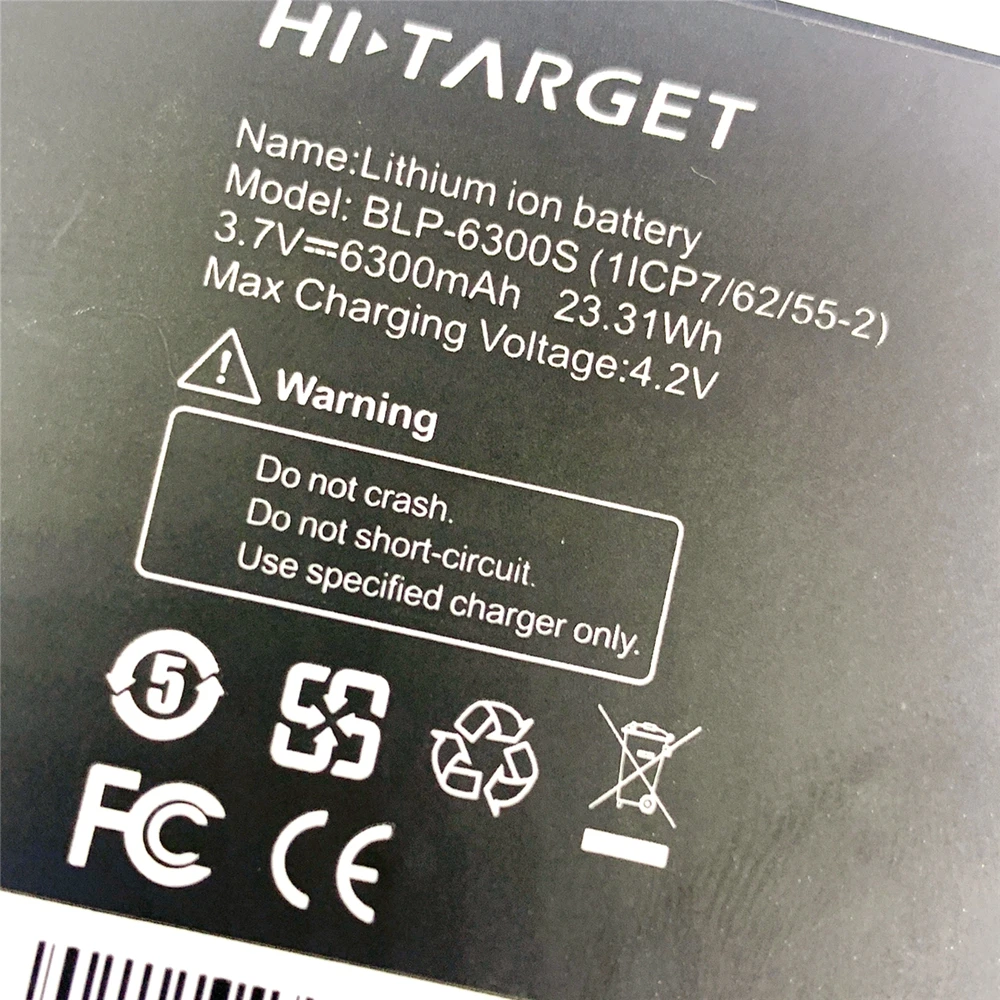 HI-TARGET
Name:Lithium ion battery
Model: BLP-6300S (1ICP7/62/55-2)
3.7V⎓6300mAh 23.31Wh
Max Charging Voltage:4.2V
Warning
Do not crash.
Do not short-circuit.
Use specified charger only.
5
FC CE